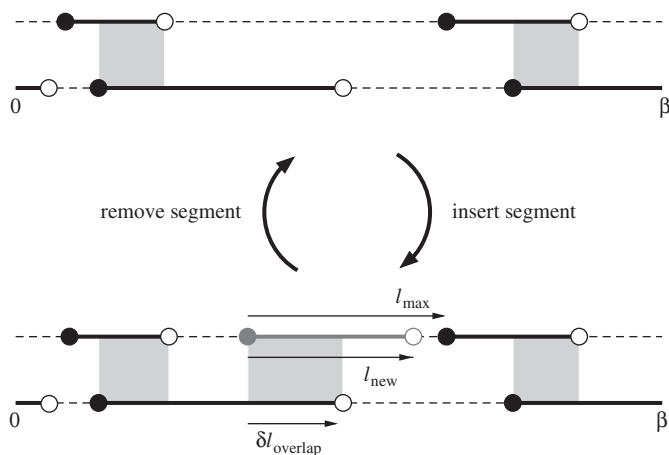 0 β
remove segment insert segment
l_max
l_new
0 β
δl_overlap